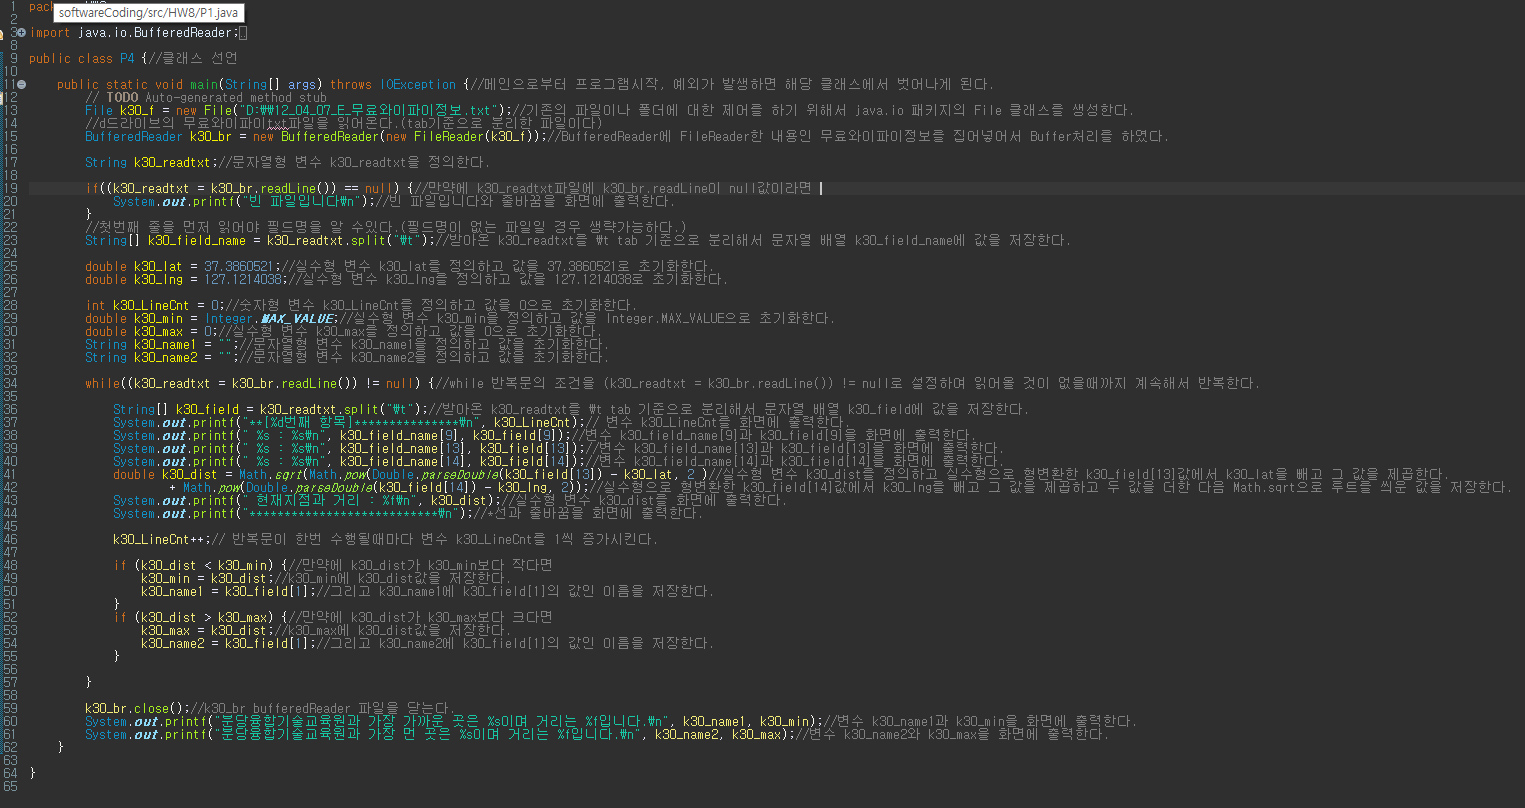 1 pac
softwareCoding/src/HW8/P1.java
2
3 import java.io.BufferedReader;
8
9 public class P4 {//클래스 선언
10
11 public static void main(String[] args) throws IOException {//메인으로부터 프로그램시작, 예외가 발생하면 해당 클래스에서 벗어나게 된다.
12 // TODO Auto-generated method stub
13 File k30_f = new File("D:₩₩12_04_07_E_무료와이파이정보.txt");//기존의 파일이나 폴더에 대한 제어를 하기 위해서 java.io 패키지의 File 클래스를 생성한다.
14 //d드라이브의 무료와이파이txt파일을 읽어온다.(tab기준으로 분리한 파일이다)
15 BufferedReader k30_br = new BufferedReader(new FileReader(k30_f));//BufferedReader에 FileReader한 내용인 무료와이파이정보를 집어넣어서 Buffer처리를 하였다.
16
17 String k30_readtxt;//문자열형 변수 k30_readtxt을 정의한다.
18
19 if((k30_readtxt = k30_br.readLine()) == null) {//만약에 k30_readtxt파일에 k30_br.readLine이 null값이라면
20 System.out.printf("빈 파일입니다₩n");//빈 파일입니다와 줄바꿈을 화면에 출력한다.
21 }
22 //첫번째 줄을 먼저 읽어야 필드명을 알 수있다.(필드명이 없는 파일일 경우 생략가능하다.)
23 String[] k30_field_name = k30_readtxt.split("₩t");//받아온 k30_readtxt를 ₩t tab 기준으로 분리해서 문자열 배열 k30_field_name에 값을 저장한다.
24
25 double k30_lat = 37.3860521;//실수형 변수 k30_lat를 정의하고 값을 37.3860521로 초기화한다.
26 double k30_lng = 127.1214038;//실수형 변수 k30_lng를 정의하고 값을 127.1214038로 초기화한다.
27
28 int k30_LineCnt = 0;//숫자형 변수 k30_LineCnt를 정의하고 값을 0으로 초기화한다.
29 double k30_min = Integer.MAX_VALUE;//실수형 변수 k30_min을 정의하고 값을 Integer.MAX_VALUE으로 초기화한다.
30 double k30_max = 0;//실수형 변수 k30_max를 정의하고 값을 0으로 초기화한다.
31 String k30_name1 = "";//문자열형 변수 k30_name1을 정의하고 값을 초기화한다.
32 String k30_name2 = "";//문자열형 변수 k30_name2을 정의하고 값을 초기화한다.
33
34 while((k30_readtxt = k30_br.readLine()) != null) {//while 반복문의 조건을 (k30_readtxt = k30_br.readLine()) != null로 설정하여 읽어올 것이 없을때까지 계속해서 반복한다.
35
36 String[] k30_field = k30_readtxt.split("₩t");//받아온 k30_readtxt를 ₩t tab 기준으로 분리해서 문자열 배열 k30_field에 값을 저장한다.
37 System.out.printf("**[%d번째 항목]***************₩n", k30_LineCnt);// 변수 k30_LineCnt를 화면에 출력한다.
38 System.out.printf(" %s : %s₩n", k30_field_name[9], k30_field[9]);//변수 k30_field_name[9]과 k30_field[9]를 화면에 출력한다.
39 System.out.printf(" %s : %s₩n", k30_field_name[13], k30_field[13]);//변수 k30_field_name[13]과 k30_field[13]를 화면에 출력한다.
40 System.out.printf(" %s : %s₩n", k30_field_name[14], k30_field[14]);//변수 k30_field_name[14]과 k30_field[14]를 화면에 출력한다.
41 double k30_dist = Math.sqrt(Math.pow(Double.parseDouble(k30_field[13]) - k30_lat, 2 )//실수형 변수 k30_dist를 정의하고 실수형으로 형변환한 k30_field[13]값에서 k30_lat를 빼고 그 값을 제곱한다.
42 + Math.pow(Double.parseDouble(k30_field[14]) - k30_lng, 2));//실수형으로 형변환한 k30_field[14]값에서 k30_lng를 빼고 그 값을 제곱하고 두 값을 더한 다음 Math.sqrt으로 루트를 씌운 값을 저장한다.
43 System.out.printf(" 현재지점과 거리 : %f₩n", k30_dist);//실수형 변수 k30_dist를 화면에 출력한다.
44 System.out.printf("***************************₩n");//*선과 줄바꿈을 화면에 출력한다.
45
46 k30_LineCnt++;// 반복문이 한번 수행될때마다 변수 k30_LineCnt을 1씩 증가시킨다.
47
48 if (k30_dist < k30_min) {//만약에 k30_dist가 k30_min보다 작다면
49 k30_min = k30_dist;//k30_min에 k30_dist값을 저장한다.
50 k30_name1 = k30_field[1];//그리고 k30_name1에 k30_field[1]의 값인 이름을 저장한다.
51 }
52 if (k30_dist > k30_max) {//만약에 k30_dist가 k30_max보다 크다면
53 k30_max = k30_dist;//k30_max에 k30_dist값을 저장한다.
54 k30_name2 = k30_field[1];//그리고 k30_name2에 k30_field[1]의 값인 이름을 저장한다.
55 }
56
57 }
58
59 k30_br.close();//k30_br bufferedReader 파일을 닫는다.
60 System.out.printf("분당융합기술교육원과 가장 가까운 곳은 %s이며 거리는 %f입니다.₩n", k30_name1, k30_min);//변수 k30_name1과 k30_min을 화면에 출력한다.
61 System.out.printf("분당융합기술교육원과 가장 먼 곳은 %s이며 거리는 %f입니다.₩n", k30_name2, k30_max);//변수 k30_name2와 k30_max을 화면에 출력한다.
62 }
63
64 }
65